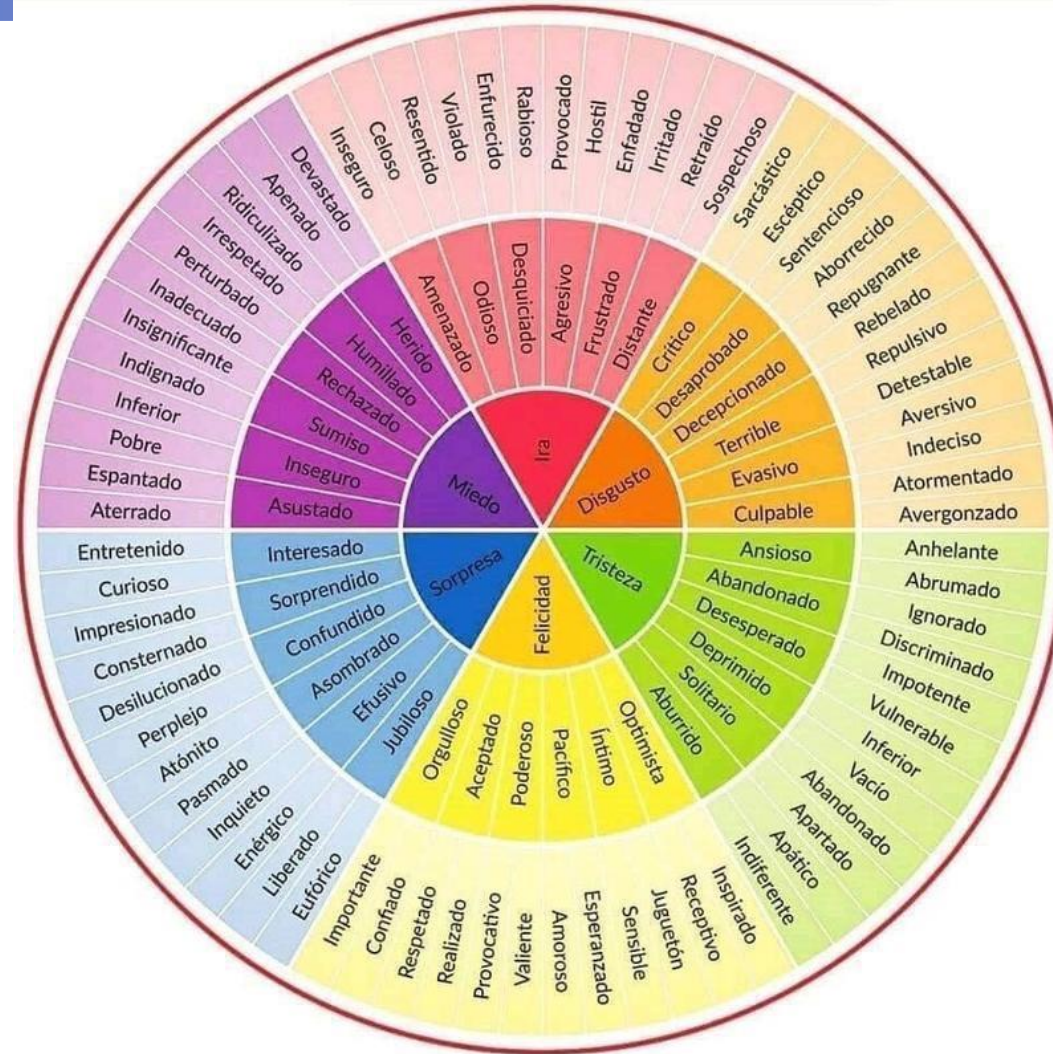 Ira
Disgusto
Tristeza
Felicidad
Sorpresa
Miedo
Amenazado
Odioso
Desquiciado
Agresivo
Frustrado
Distante
Crítico
Desaprobado
Decepcionado
Terrible
Evasivo
Culpable
Ansioso
Abandonado
Desesperado
Deprimido
Solitario
Aburrido
Optimista
Íntimo
Pacífico
Poderoso
Aceptado
Orgulloso
Jubiloso
Efusivo
Asombrado
Confundido
Sorprendido
Interesado
Asustado
Inseguro
Sumiso
Rechazado
Humillado
Herido
Inseguro
Celoso
Resentido
Violado
Enfurecido
Rabioso
Provocado
Hostil
Enfadado
Irritado
Retraído
Sospechoso
Sarcástico
Escéptico
Sentencioso
Aborrecido
Repugnante
Rebelado
Repulsivo
Detestable
Aversivo
Indeciso
Atormentado
Avergonzado
Anhelante
Abrumado
Ignorado
Discriminado
Impotente
Vulnerable
Inferior
Vacío
Abandonado
Apartado
Apático
Indiferente
Inspirado
Receptivo
Juguetón
Sensible
Esperanzado
Amoroso
Valiente
Provocativo
Realizado
Respetado
Confiado
Importante
Eufórico
Liberado
Enérgico
Inquieto
Pasmado
Atónito
Perplejo
Desilucionado
Consternado
Impresionado
Curioso
Entretenido
Aterrado
Espantado
Pobre
Inferior
Indignado
Insignificante
Inadecuado
Perturbado
Irrespetado
Ridiculizado
Apenado
Devastado